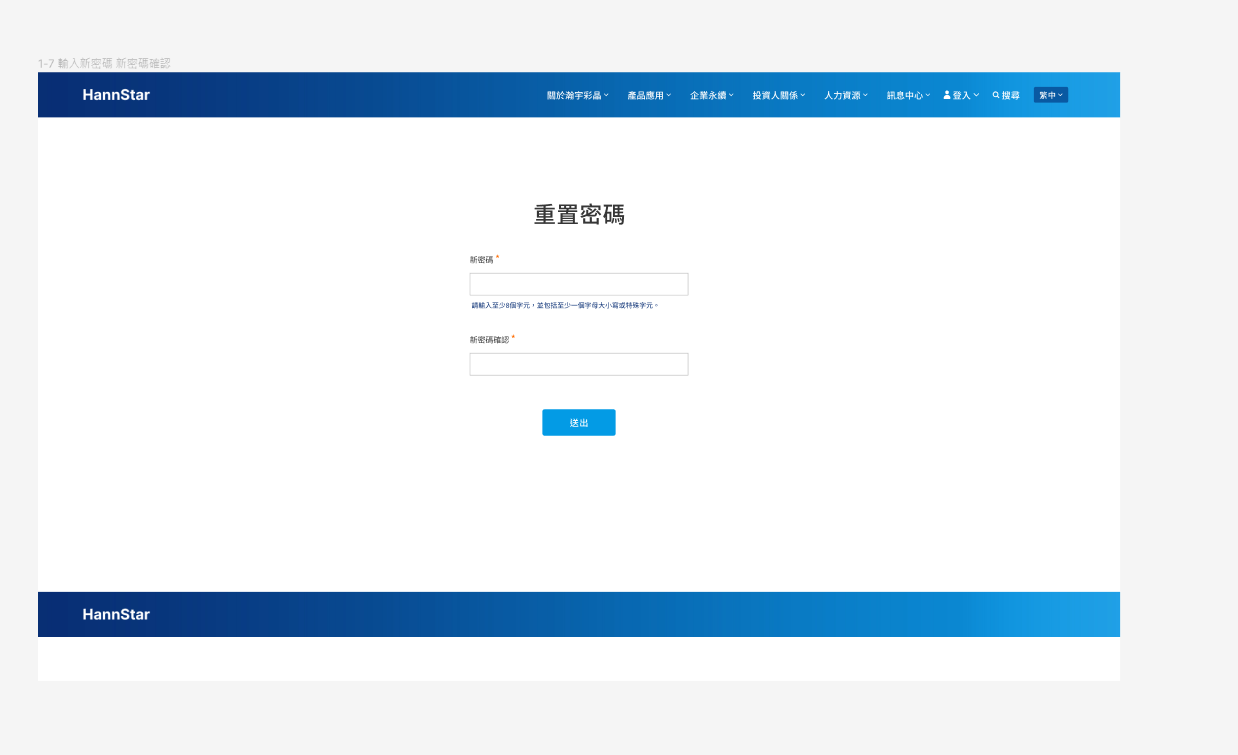 1-7 輸入新密碼 新密碼確認
HannStar 關於瀚宇彩晶 產品應用 企業永續 投資人關係 人力資源 訊息中心 登入 搜尋 繁中
重置密碼
新密碼 *
請輸入至少8個字元，並包括至少一個字母大小寫或特殊字元。
新密碼確認 *
送出
HannStar